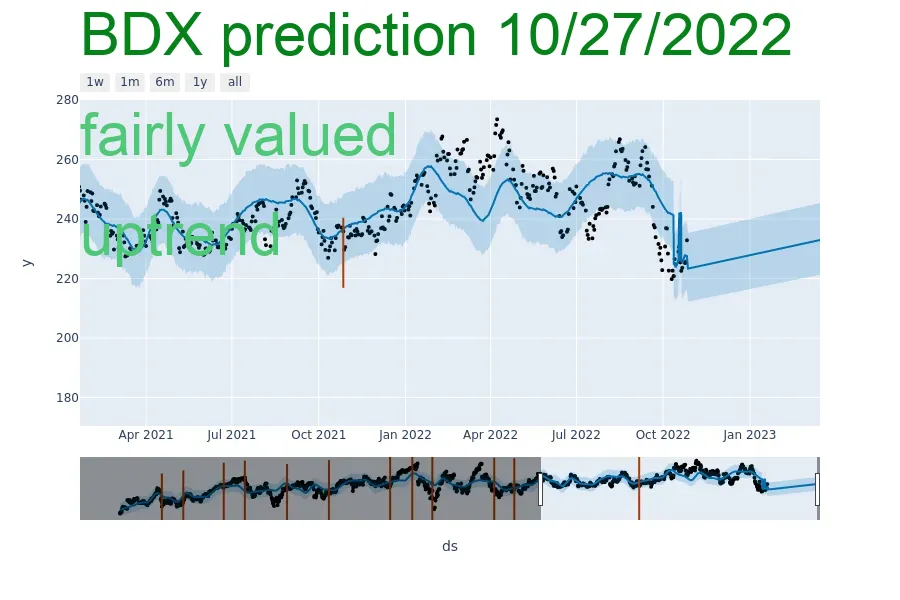 BDX prediction 10/27/2022
1w 1m 6m 1y all
280
fairly valued
260
240
uptrend
y
220
200
180
Apr 2021 Jul 2021 Oct 2021 Jan 2022 Apr 2022 Jul 2022 Oct 2022 Jan 2023
ds